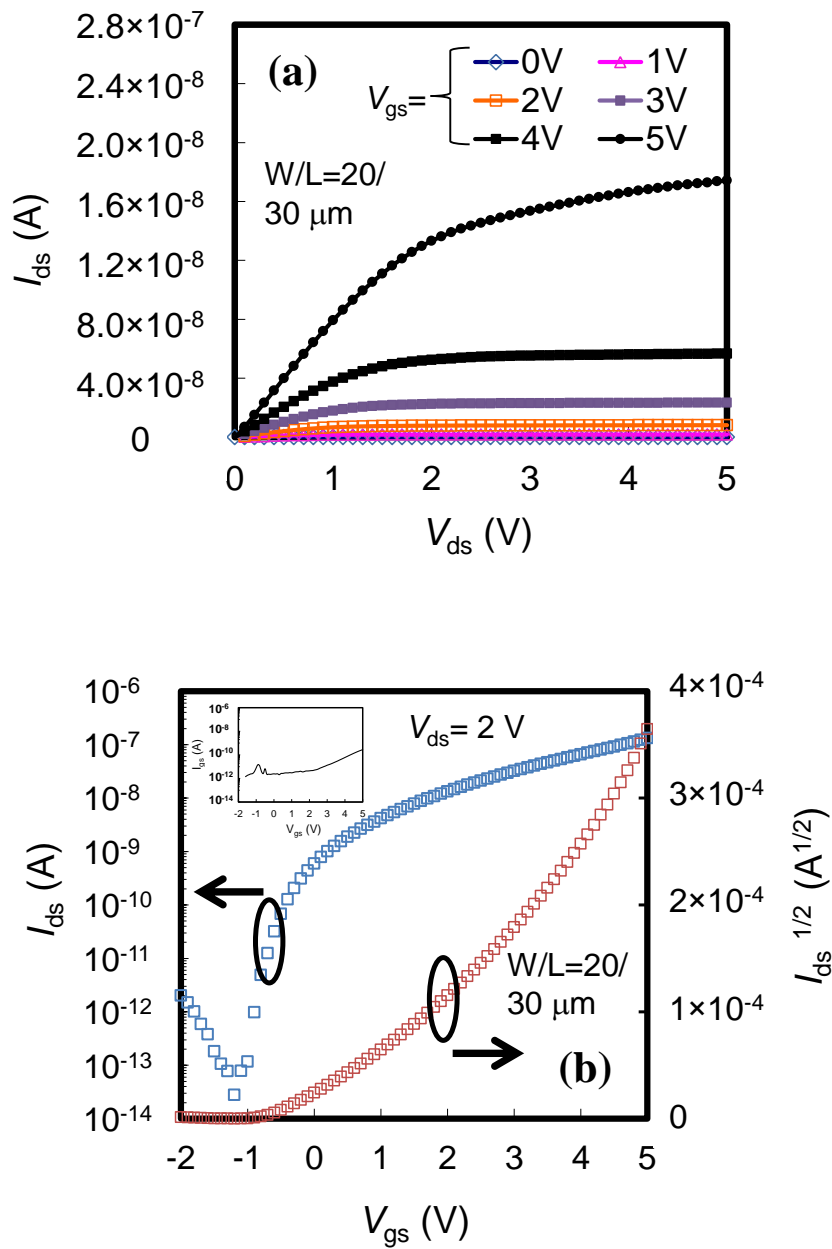 2.8×10-7
2.4×10-8
2.0×10-8
1.6×10-8
1.2×10-8
8.0×10-8
4.0×10-8
0
Ids (A)
(a)
Vgs=
0V 1V
2V 3V
4V 5V
W/L=20/
30 μm
0 1 2 3 4 5
Vds (V)
10-6
10-7
10-8
10-9
10-10
10-11
10-12
10-13
10-14
Ids (A)
10-6
10-8
10-10
10-12
10-14
Igs (A)
-2 -1 0 1 2 3 4 5
Vgs (V)
Vds= 2 V
W/L=20/
30 μm
(b)
4×10-4
3×10-4
2×10-4
1×10-4
0
Ids1/2 (A1/2)
-2 -1 0 1 2 3 4 5
Vgs (V)